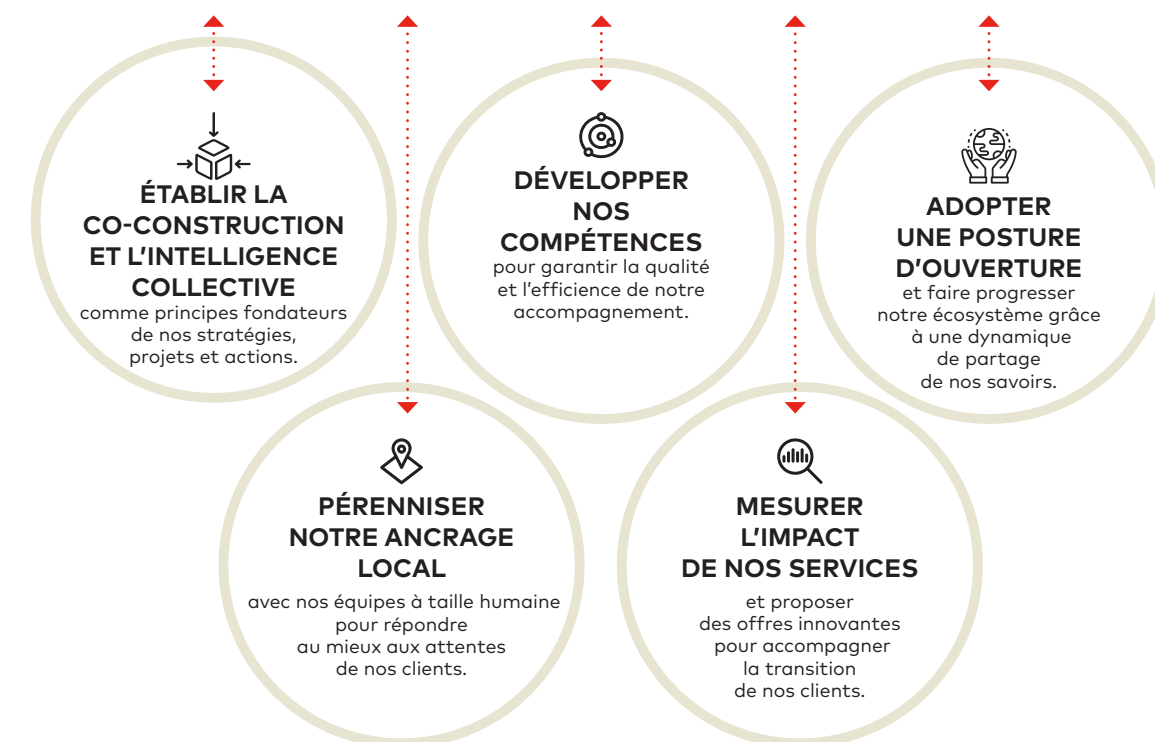 ÉTABLIR LA
CO-CONSTRUCTION
ET L'INTELLIGENCE
COLLECTIVE
comme principes fondateurs
de nos stratégies,
projets et actions.
DÉVELOPPER
NOS
COMPÉTENCES
pour garantir la qualité
et l'efficience de notre
accompagnement.
ADOPTER
UNE POSTURE
D'OUVERTURE
et faire progresser
notre écosystème grâce
à une dynamique
de partage
de nos savoirs.
PÉRENNISER
NOTRE ANCRAGE
LOCAL
avec nos équipes à taille humaine
pour répondre
au mieux aux attentes
de nos clients.
MESURER
L'IMPACT
DE NOS SERVICES
et proposer
des offres innovantes
pour accompagner
la transition
de nos clients.